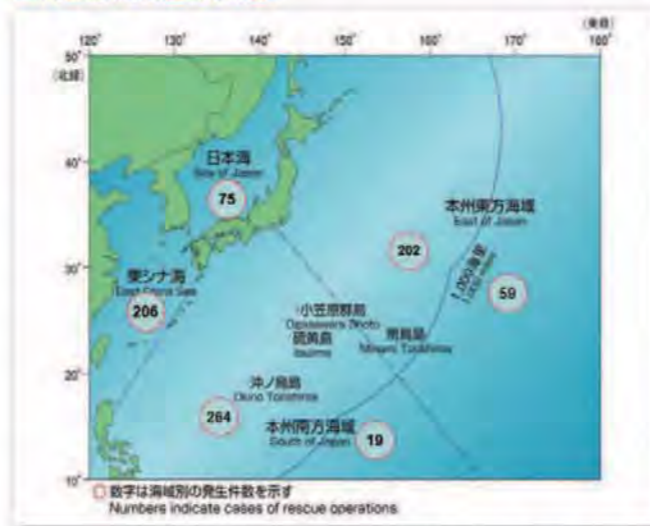 (東経)
120° 130° 140° 150° 160° 170° 180°
50°
(北緯)
日本海
Sea of Japan
75
40°
本州東方海域
East of Japan
202
1,000海里
30°
東シナ海
East China Sea
59
206
小笠原群島
Ogasawara Shoto
硫黄島
Ioujima
南鳥島
Minami Torishima
20°
沖ノ鳥島
Okino Torishima
264
本州南方海域
South of Japan
19
10°
数字は海域別の発生件数を示す
Numbers indicate cases of rescue operations.